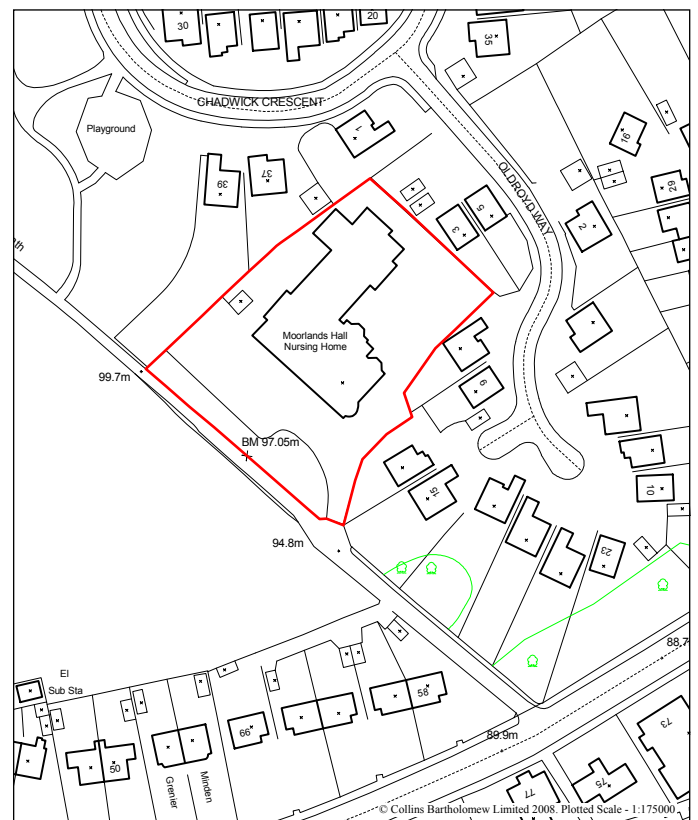 30
20
35
CHADWICK CRESCENT
Playground
1
16
39
37
29
OLDROYD WAY
5
3
2
Moorlands Hall
Nursing Home
99.7m
9
BM 97.05m
15
10
94.8m
23
El
Sub Sta
58
88.7
66
89.9m
73
50
Grenier
Minden
77
75
© Collins Bartholomew Limited 2008. Plotted Scale - 1:175000